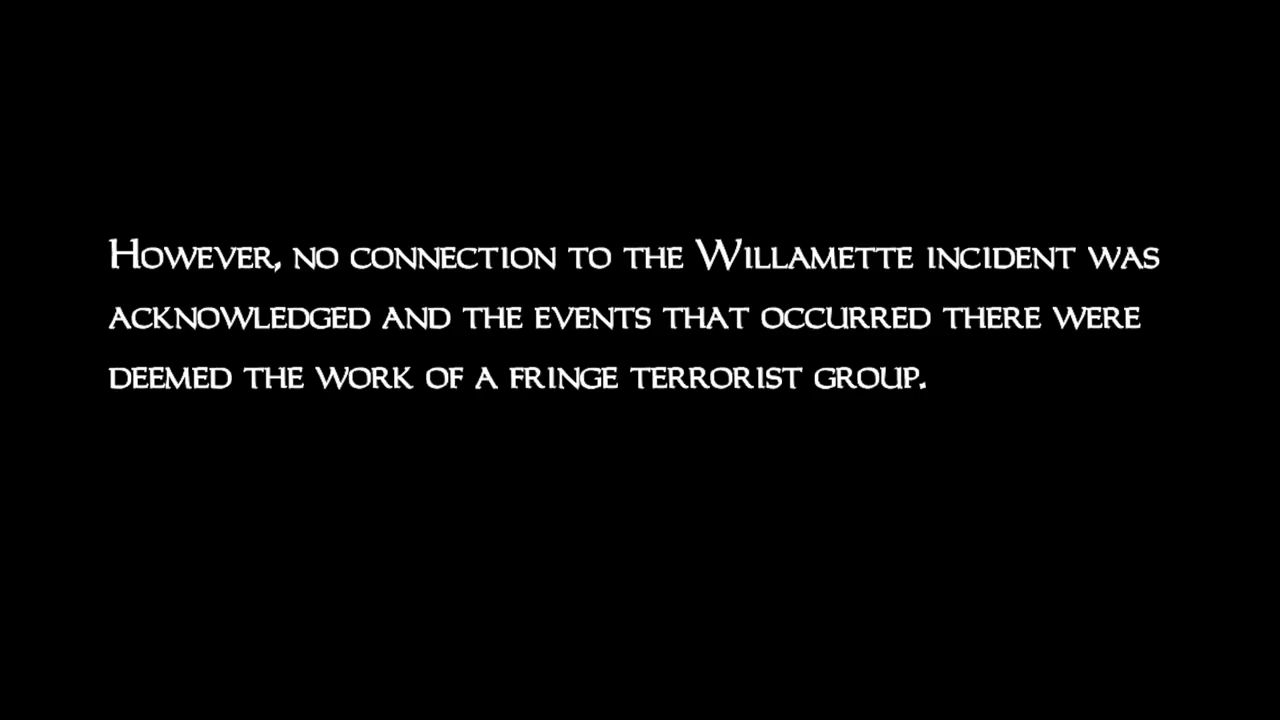 However, no connection to the Willamette incident was
acknowledged and the events that occurred there were
deemed the work of a fringe terrorist group.